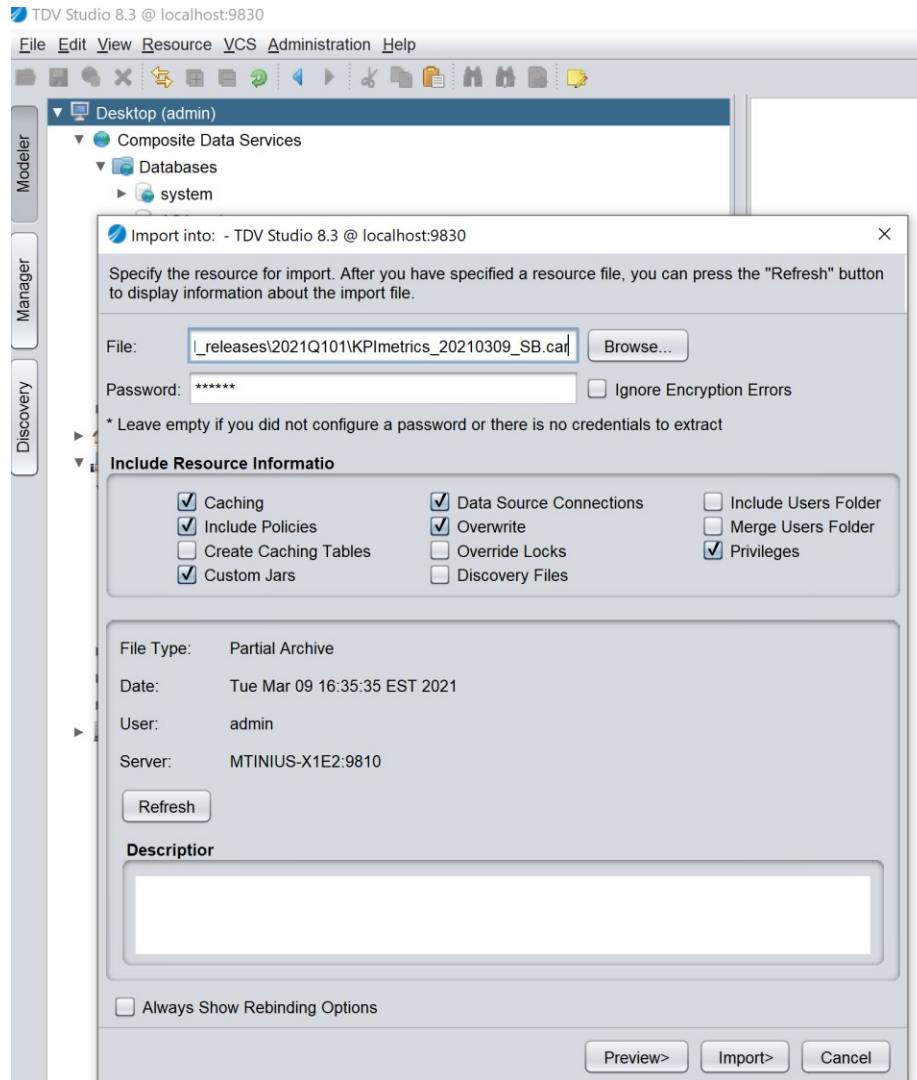 TDV Studio 8.3 @ localhost:9830
File Edit View Resource VCS Administration Help
Modeler
Manager
Discovery
Desktop (admin)
Composite Data Services
Databases
system
Import into: - TDV Studio 8.3 @ localhost:9830
Specify the resource for import. After you have specified a resource file, you can press the "Refresh" button
to display information about the import file.
File: l_releases\2021Q101\KPImetrics_20210309_SB.car Browse...
Password: ****** Ignore Encryption Errors
* Leave empty if you did not configure a password or there is no credentials to extract
Include Resource Informatio
Caching Data Source Connections Include Users Folder
Include Policies Overwrite Merge Users Folder
Create Caching Tables Override Locks Privileges
Custom Jars Discovery Files
File Type: Partial Archive
Date: Tue Mar 09 16:35:35 EST 2021
User: admin
Server: MTINIUS-X1E2:9810
Refresh
Descriptior
Always Show Rebinding Options
Preview> Import> Cancel